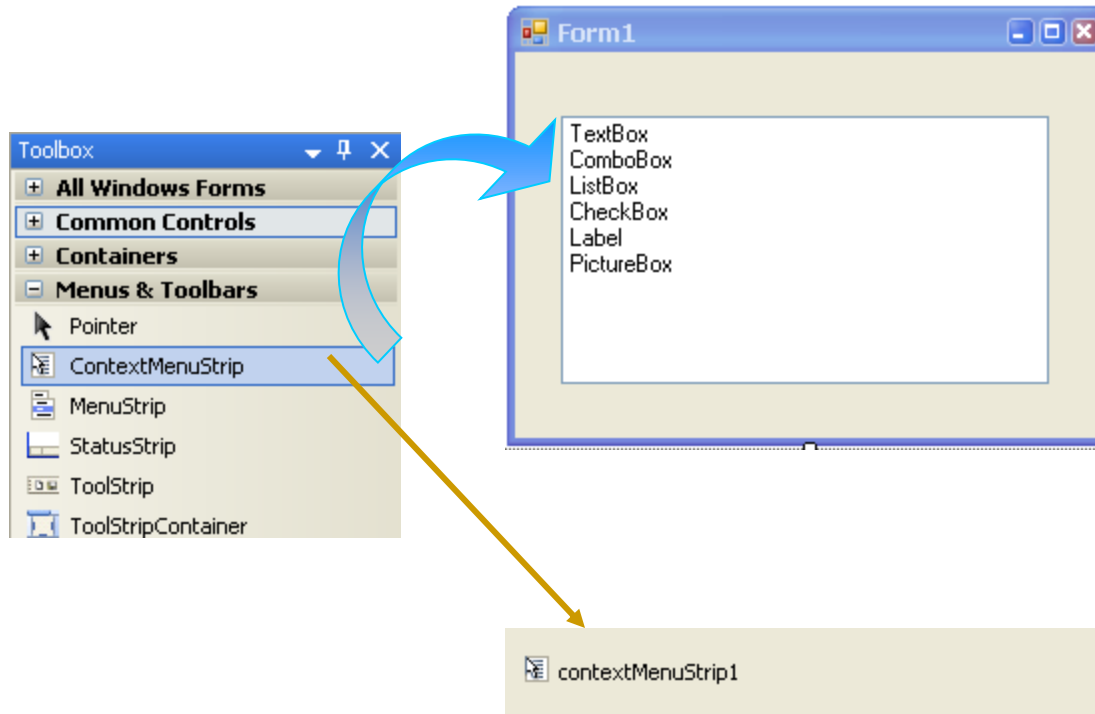 Form1
TextBox
ComboBox
ListBox
CheckBox
Label
PictureBox
Toolbox
All Windows Forms
Common Controls
Containers
Menus & Toolbars
Pointer
ContextMenuStrip
MenuStrip
StatusStrip
ToolStrip
ToolStripContainer
contextMenuStrip1